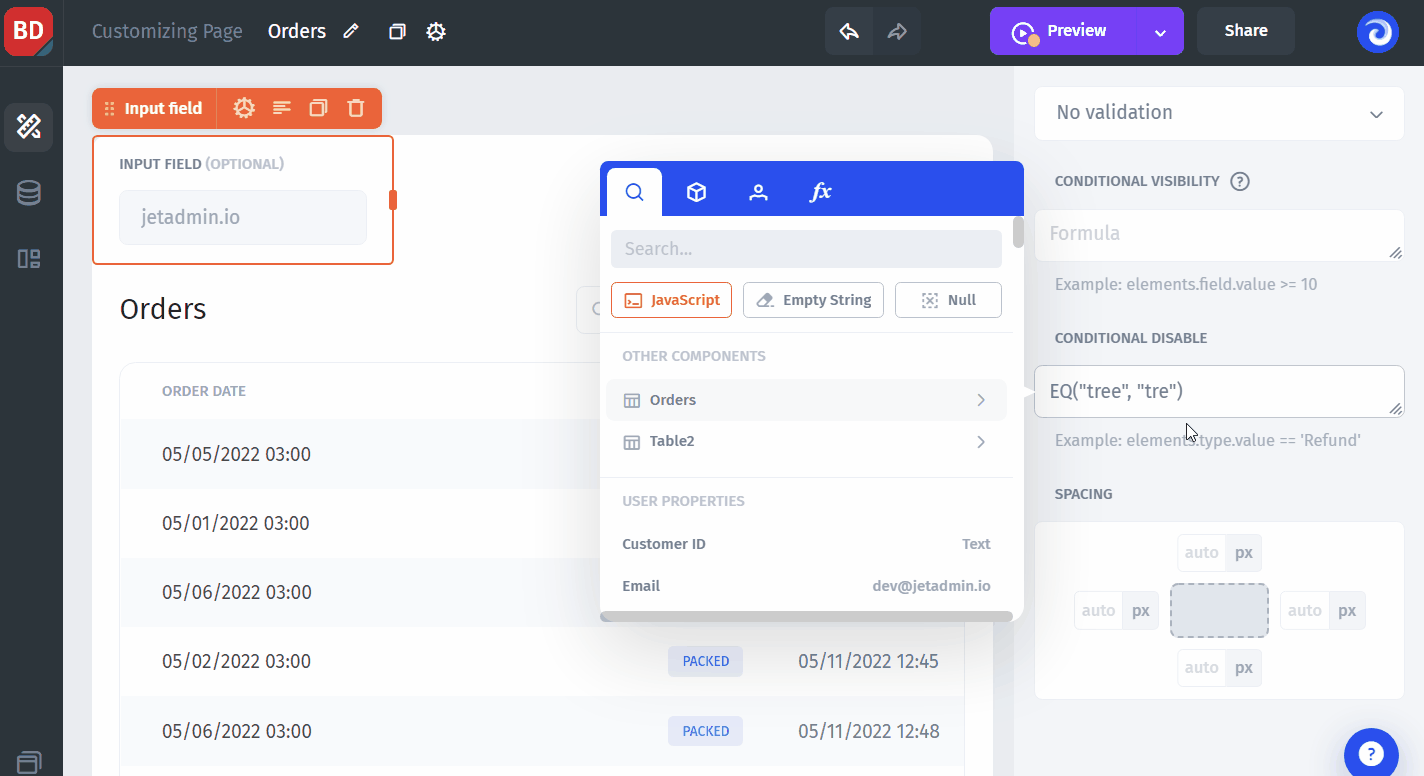 BD
Customizing Page Orders
Preview
Share
Input field
INPUT FIELD (OPTIONAL)
jetadmin.io
Orders
ORDER DATE
05/05/2022 03:00
05/01/2022 03:00
05/06/2022 03:00
05/02/2022 03:00 PACKED 05/11/2022 12:45
05/06/2022 03:00 PACKED 05/11/2022 12:48
fx
Search...
JavaScript Empty String Null
OTHER COMPONENTS
Orders
Table2
USER PROPERTIES
Customer ID Text
Email dev@jetadmin.io
No validation
CONDITIONAL VISIBILITY ?
Formula
Example: elements.field.value >= 10
CONDITIONAL DISABLE
EQ("tree", "tre")
Example: elements.type.value == 'Refund'
SPACING
auto px
auto px auto px
auto px
?